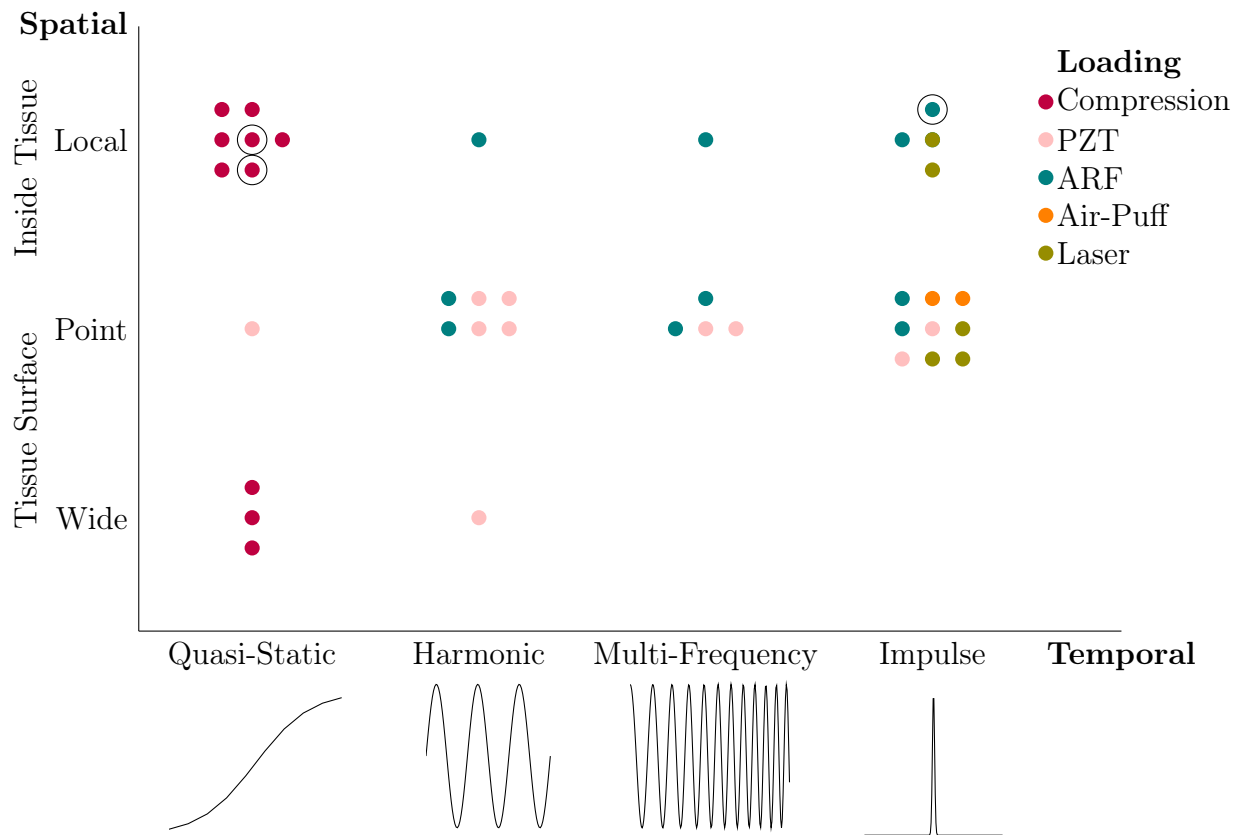 Spatial
Inside Tissue
Local
Tissue Surface
Point
Wide
Loading
Compression
PZT
ARF
Air-Puff
Laser
Quasi-Static
Harmonic
Multi-Frequency
Impulse
Temporal